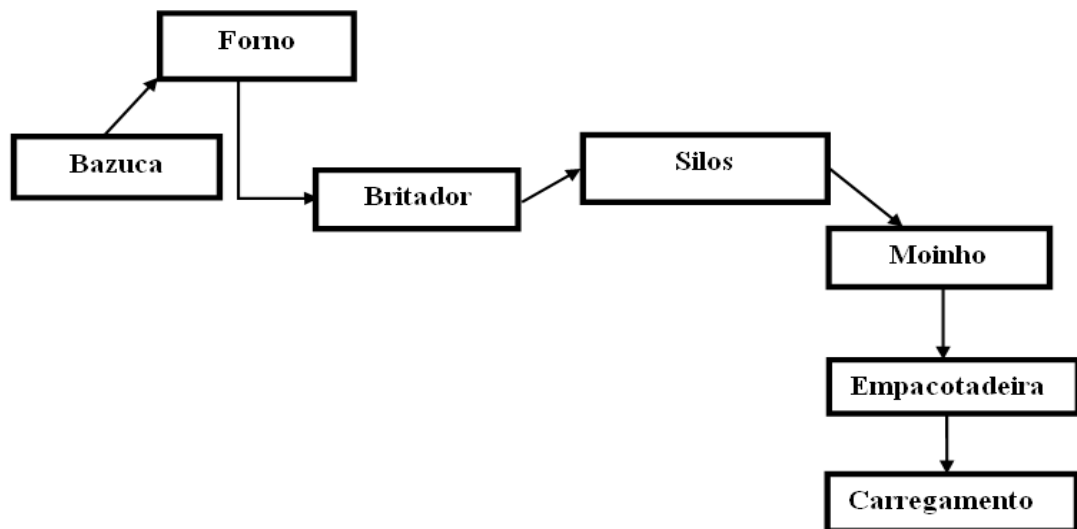 Forno
Bazuca
Britador
Silos
Moinho
Empacotadeira
Carregamento